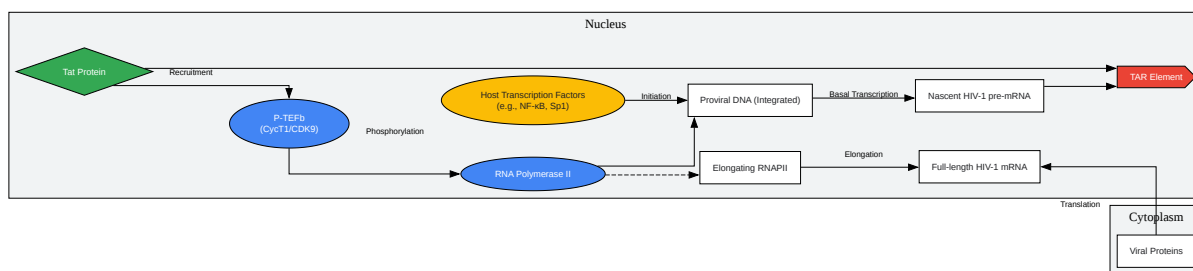 Nucleus
Tat Protein
Recruitment
TAR Element
Host Transcription Factors
(e.g., NF-κB, Sp1)
Initiation
Proviral DNA (Integrated)
Basal Transcription
Nascent HIV-1 pre-mRNA
P-TEFb
(CycT1/CDK9)
Phosphorylation
RNA Polymerase II
Elongating RNAPII
Elongation
Full-length HIV-1 mRNA
Translation
Cytoplasm
Viral Proteins